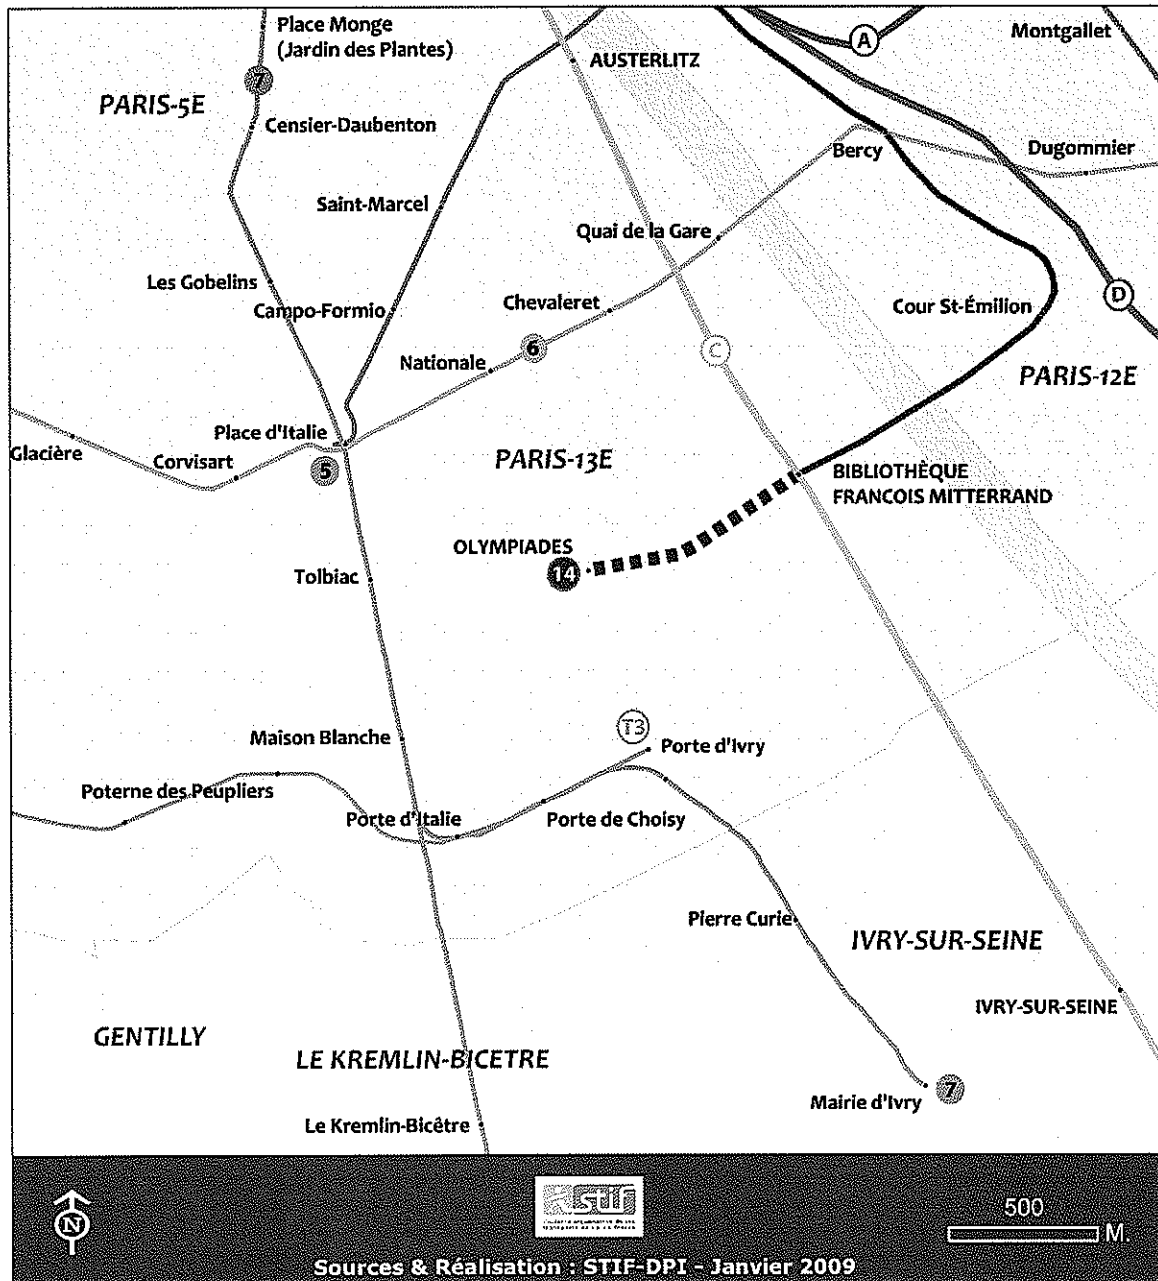 Place Monge
(Jardin des Plantes)
Montgallet
A
AUSTERLITZ
7
PARIS-5E
Censier-Daubenton
Bercy
Dugommier
Saint-Marcel
Quai de la Gare
Les Gobelins
Campo-Formio
Chevaleret
Cour St-Émilion
D
6
C
Nationale
PARIS-12E
Place d'Italie
Glacière
Corvisart
5
PARIS-13E
BIBLIOTHÈQUE
FRANCOIS MITTERRAND
OLYMPIADES
14
Tolbiac
T3
Maison Blanche
Porte d'Ivry
Poterne des Peupliers
Porte d'Italie
Porte de Choisy
Pierre Curie
IVRY-SUR-SEINE
IVRY-SUR-SEINE
GENTILLY
LE KREMLIN-BICETRE
Mairie d'Ivry
7
Le Kremlin-Bicêtre
N
stif
500
M.
Sources & Réalisation : STIF-DPI - Janvier 2009